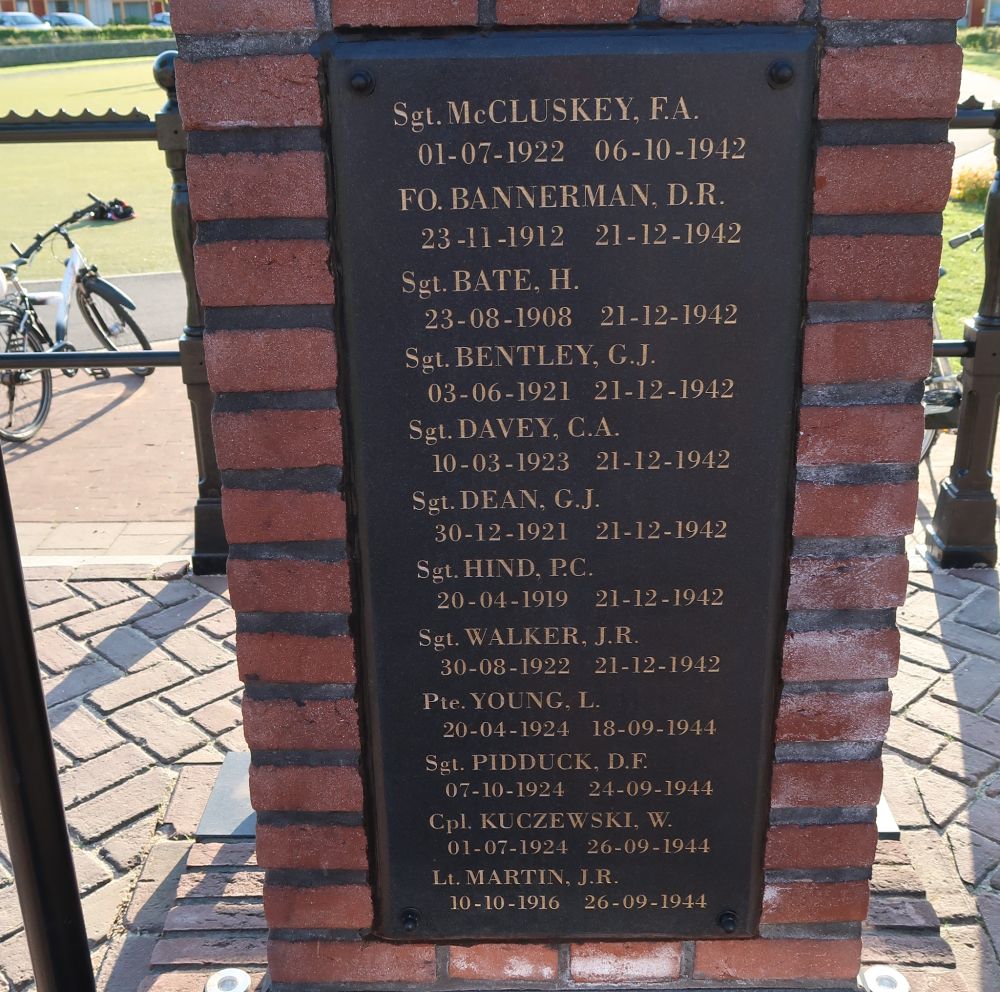 Sgt. McCLUSKEY, F.A.
01-07-1922 06-10-1942
FO. BANNERMAN, D.R.
23-11-1912 21-12-1942
Sgt. BATE, H.
23-08-1908 21-12-1942
Sgt. BENTLEY, G.J.
03-06-1921 21-12-1942
Sgt. DAVEY, C.A.
10-03-1923 21-12-1942
Sgt. DEAN, G.J.
30-12-1921 21-12-1942
Sgt. HIND, P.C.
20-04-1919 21-12-1942
Sgt. WALKER, J.R.
30-08-1922 21-12-1942
Pte. YOUNG, L.
20-04-1924 18-09-1944
Sgt. PIDDUCK, D.F.
07-10-1924 24-09-1944
Cpl. KUCZEWSKI, W.
01-07-1924 26-09-1944
Lt. MARTIN, J.R.
10-10-1916 26-09-1944